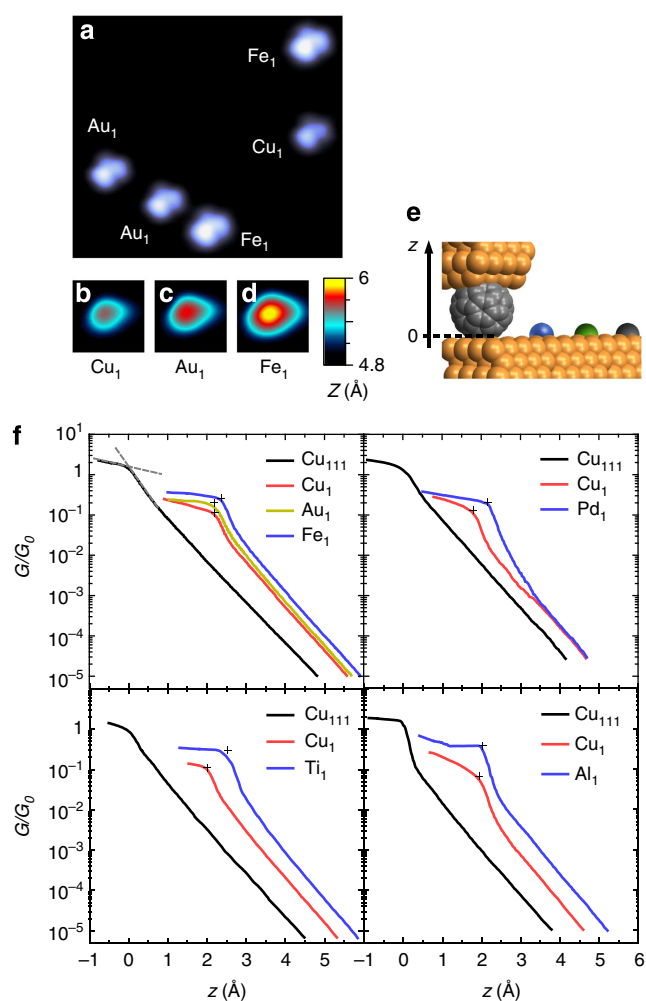 a
Fe1
Au1
Cu1
Au1
Fe1
e
z
0
b
c
d
6
4.8
Z (Å)
Cu1
Au1
Fe1
f
10^1
1
10^-1
10^-2
10^-3
10^-4
10^-5
G/G0
Cu111
Cu1
Au1
Fe1
Cu111
Cu1
Pd1
1
10^-1
10^-2
10^-3
10^-4
10^-5
G/G0
Cu111
Cu1
Ti1
Cu111
Cu1
Al1
–1 0 1 2 3 4 5 –1 0 1 2 3 4 5 6
z (Å) z (Å)